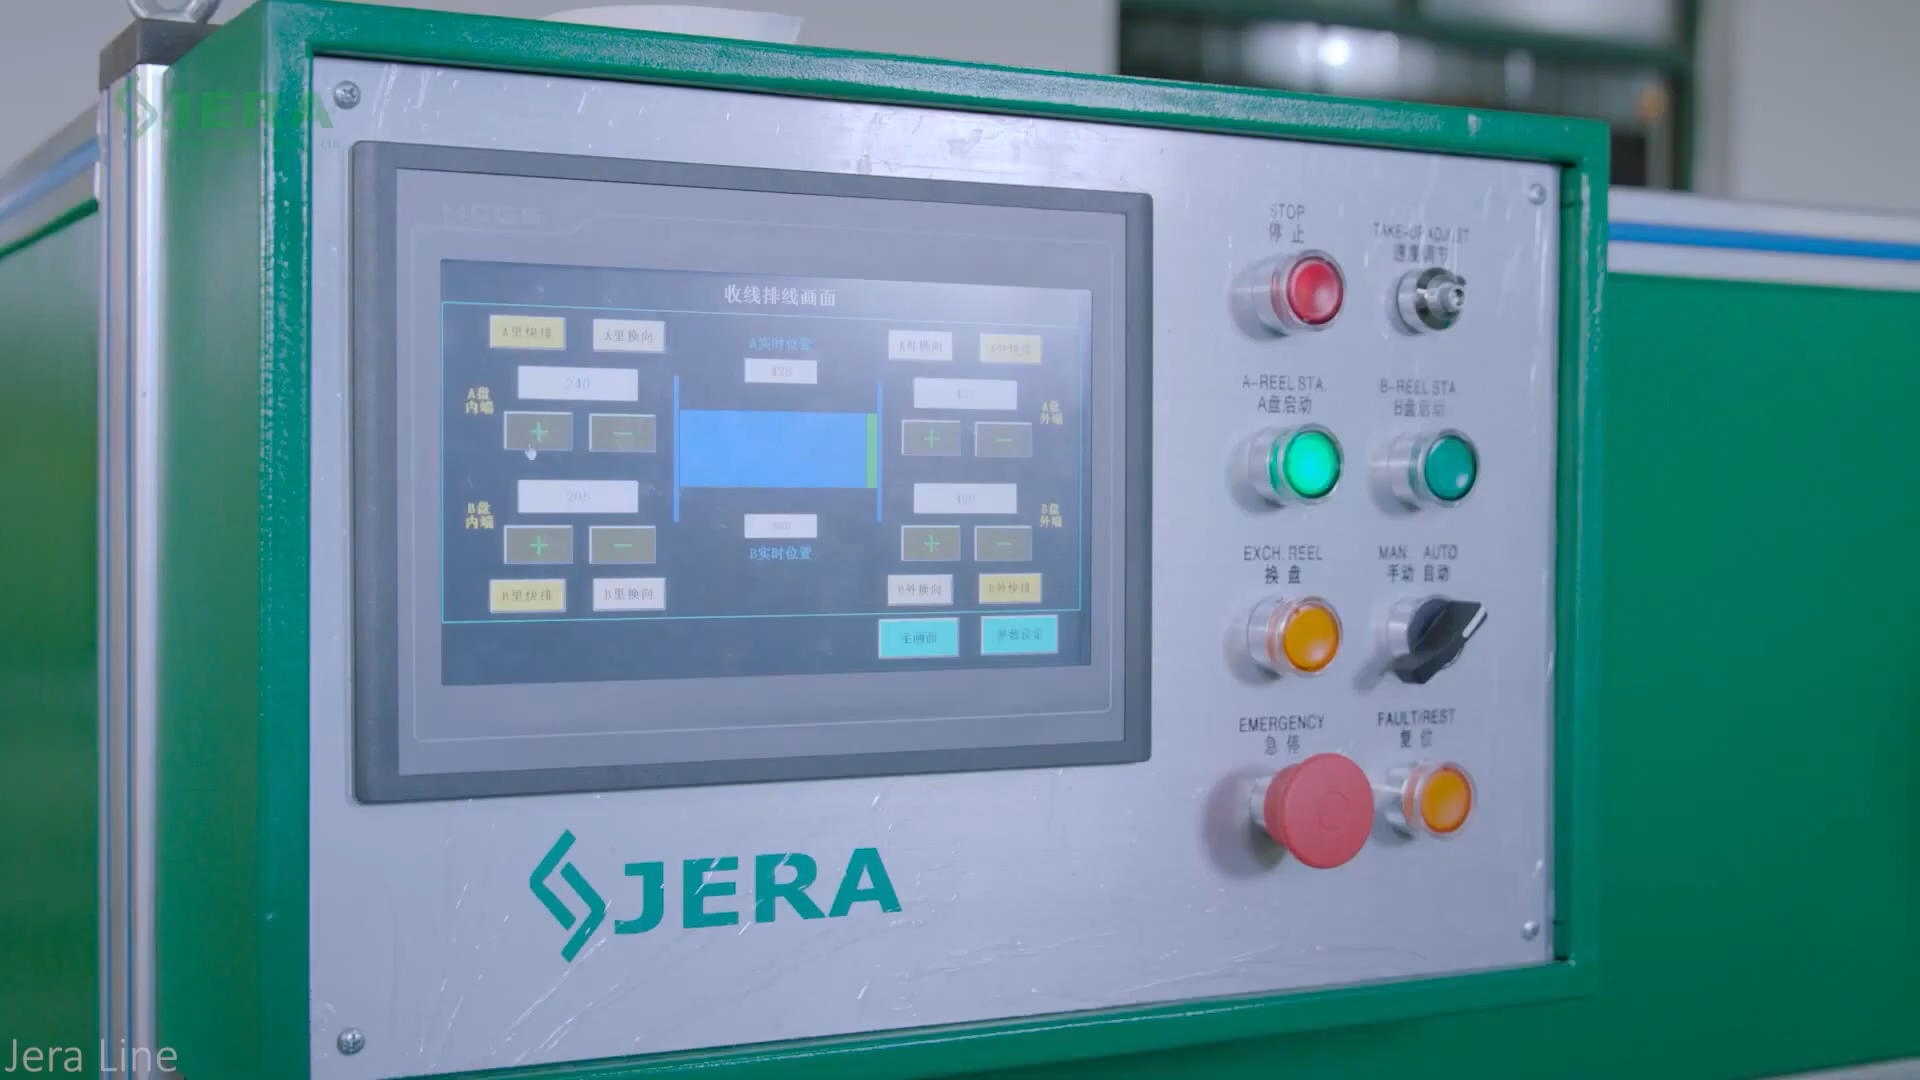 JERA
MCGS
收线排线画面
A里快排
A里换向
A实时位置
A外换向
A外快排
428
240
A盘
内端
A盘
外端
+
-
+
-
205
B盘
内端
B盘
外端
+
-
+
-
B实时位置
B里快排
B里换向
B外换向
B外快排
主画面
参数设定
STOP
停止
TAKE-UP ADJUST
速度调节
A-REEL STA.
A盘启动
B-REEL STA
B盘启动
EXCH. REEL
换盘
MAN. AUTO
手动 自动
EMERGENCY
急停
FAULT/REST
复位
JERA
Jera Line